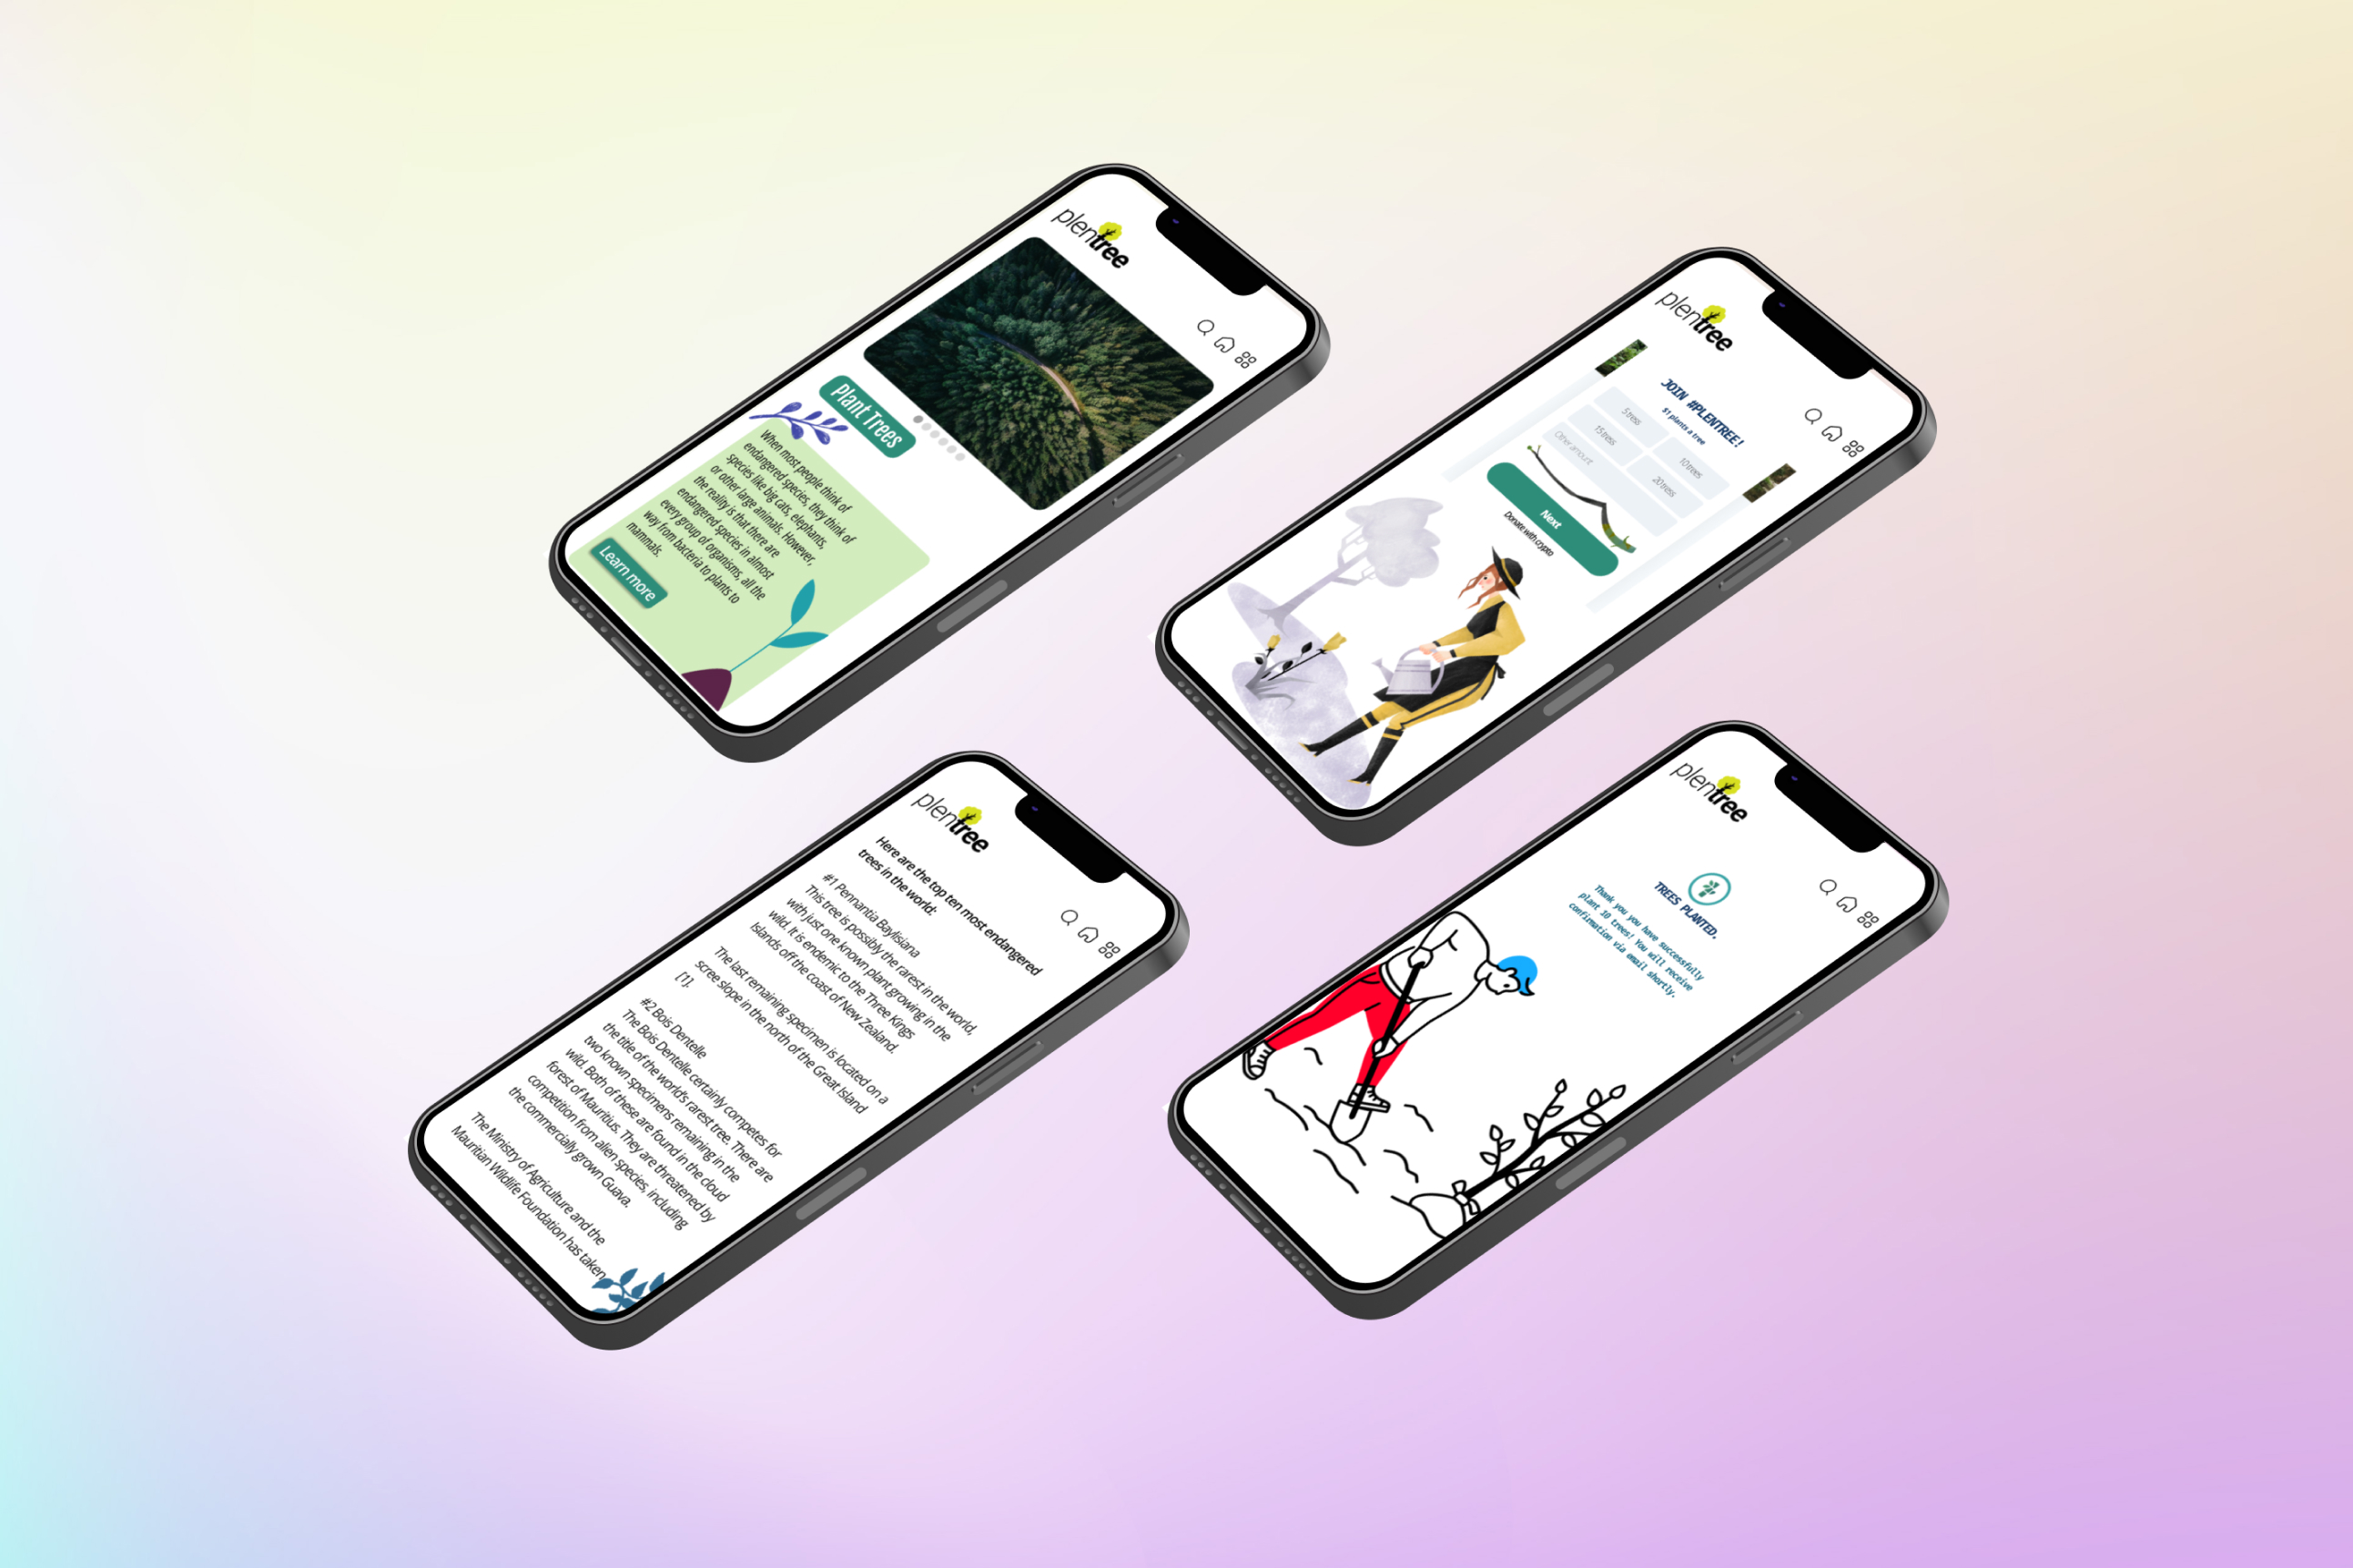 plentree
Plant Trees
When most people think of
endangered species, they think of
species like big cats, elephants,
or other large animals. However,
the reality is that there are
endangered species in almost
every group of organisms, all the
way from bacteria to plants to
mammals.
Learn more
plentree
JOIN #PLENTREE!
$1 plants a tree
5 tress
10 trees
15 tress
20 tress
Other amount
Next
Donate with crypto
plentree
Here are the top ten most endangered
trees in the world:
#1 Pennantia Baylisiana
This tree is possibly the rarest in the world,
with just one known plant growing in the
wild. It is endemic to the Three Kings
Islands off the coast of New Zealand.
The last remaining specimen is located on a
scree slope in the north of the Great Island
[1].
#2 Bois Dentelle
The Bois Dentelle certainly competes for
the title of the world's rarest tree. There are
two known specimens remaining in the
wild. Both of these are found in the cloud
forest of Mauritius. They are threatened by
competition from alien species, including
the commercially grown Guava.
The Ministry of Agriculture and the
Mauritian Wildlife Foundation has taken
plentree
TREES PLANTED.
Thank you you have successfully
plant 10 trees! You will receive
confirmation via email shortly.